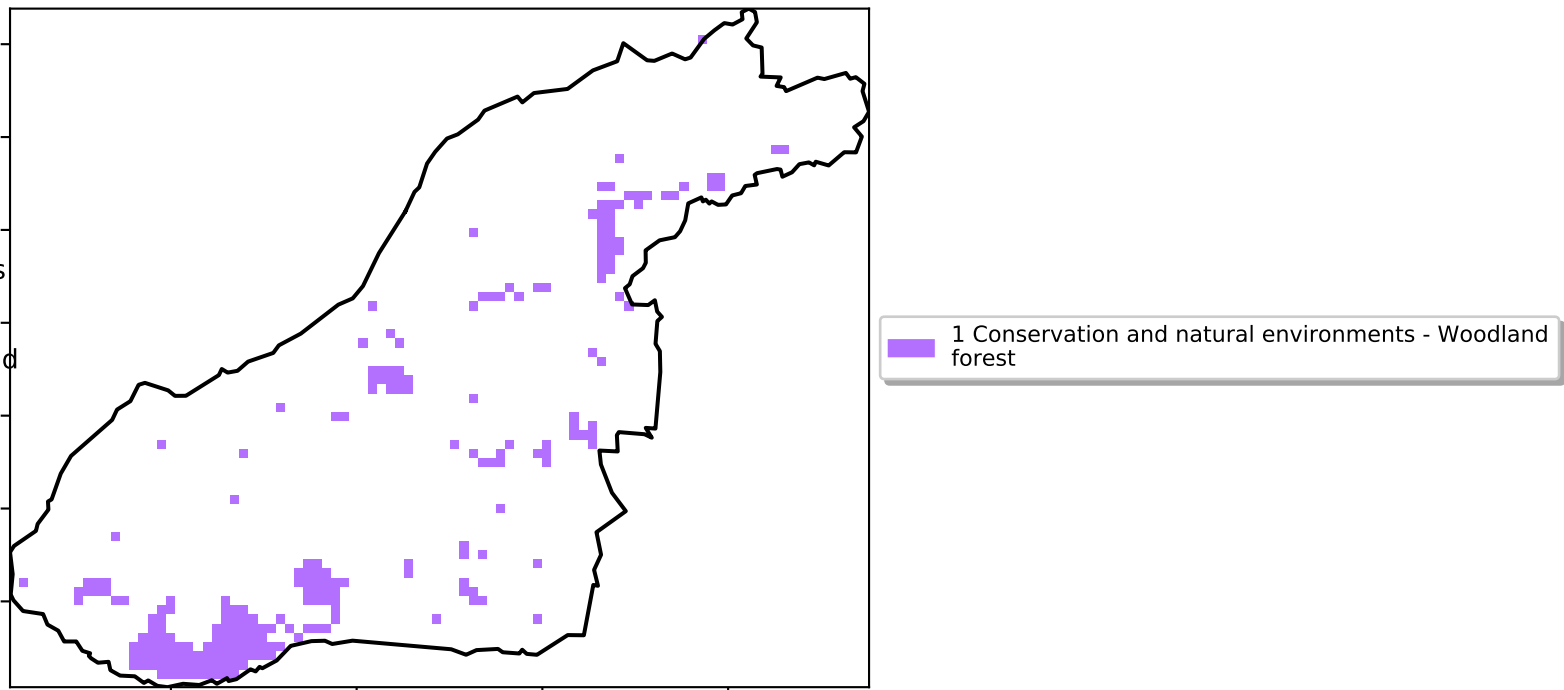 s
d
1 Conservation and natural environments - Woodland
forest